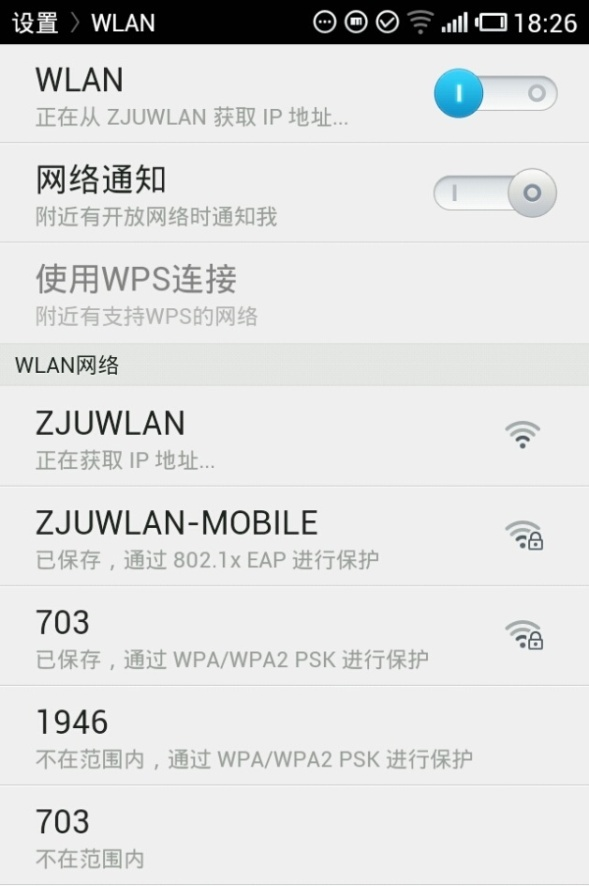 设置 〉 WLAN 18:26
WLAN
正在从 ZJUWLAN 获取 IP 地址...
网络通知
附近有开放网络时通知我
使用WPS连接
附近有支持WPS的网络
WLAN网络
ZJUWLAN
正在获取 IP 地址...
ZJUWLAN-MOBILE
已保存，通过 802.1x EAP 进行保护
703
已保存，通过 WPA/WPA2 PSK 进行保护
1946
不在范围内，通过 WPA/WPA2 PSK 进行保护
703
不在范围内